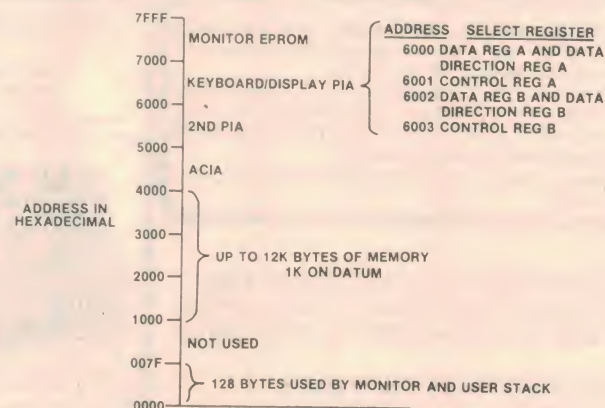 7FFF
MONITOR EPROM
7000
KEYBOARD/DISPLAY PIA
6000
2ND PIA
5000
ACIA
4000
ADDRESS IN
HEXADECIMAL
3000
UP TO 12K BYTES OF MEMORY
1K ON DATUM
2000
1000
NOT USED
007F
128 BYTES USED BY MONITOR AND USER STACK
0000
ADDRESS SELECT REGISTER
6000 DATA REG A AND DATA
DIRECTION REG A
6001 CONTROL REG A
6002 DATA REG B AND DATA
DIRECTION REG B
6003 CONTROL REG B